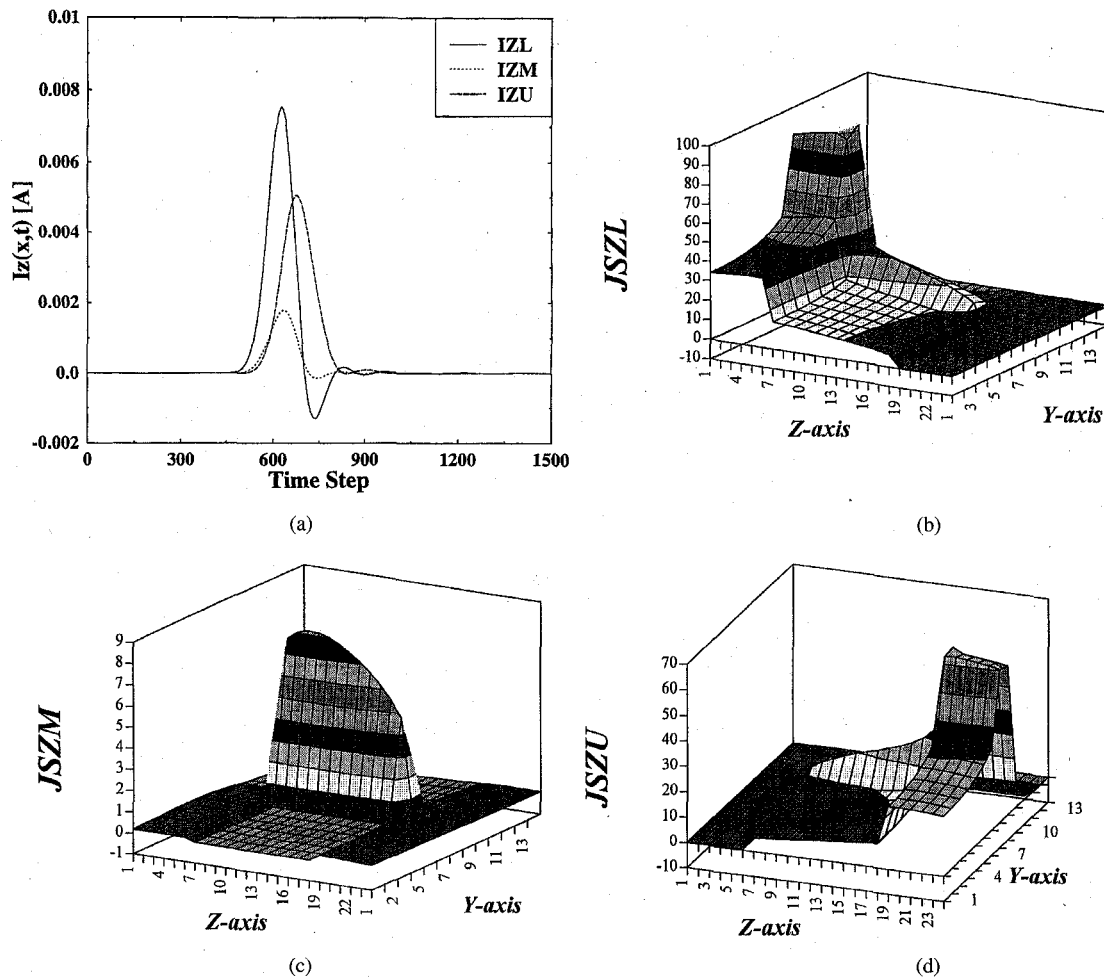 0.01
0.008
0.006
0.004
0.002
0.0
-0.002
Iz(x,t) [A]
IZL
IZM
IZU
0 300 600 900 1200 1500
Time Step
(a)
JSZL
100
90
80
70
60
50
40
30
20
10
0
-10
1 4 7 10 13 16 19 22
Z-axis
1 3 5 7 9 11 13
Y-axis
(b)
JSZM
9
8
7
6
5
4
3
2
1
0
-1
1 4 7 10 13 16 19 22
Z-axis
1 2 5 7 9 11 13
Y-axis
(c)
JSZU
70
60
50
40
30
20
10
0
-10
1 3 5 7 9 11 13 15 17 19 21 23
Z-axis
1 4 7 10 13
Y-axis
(d)